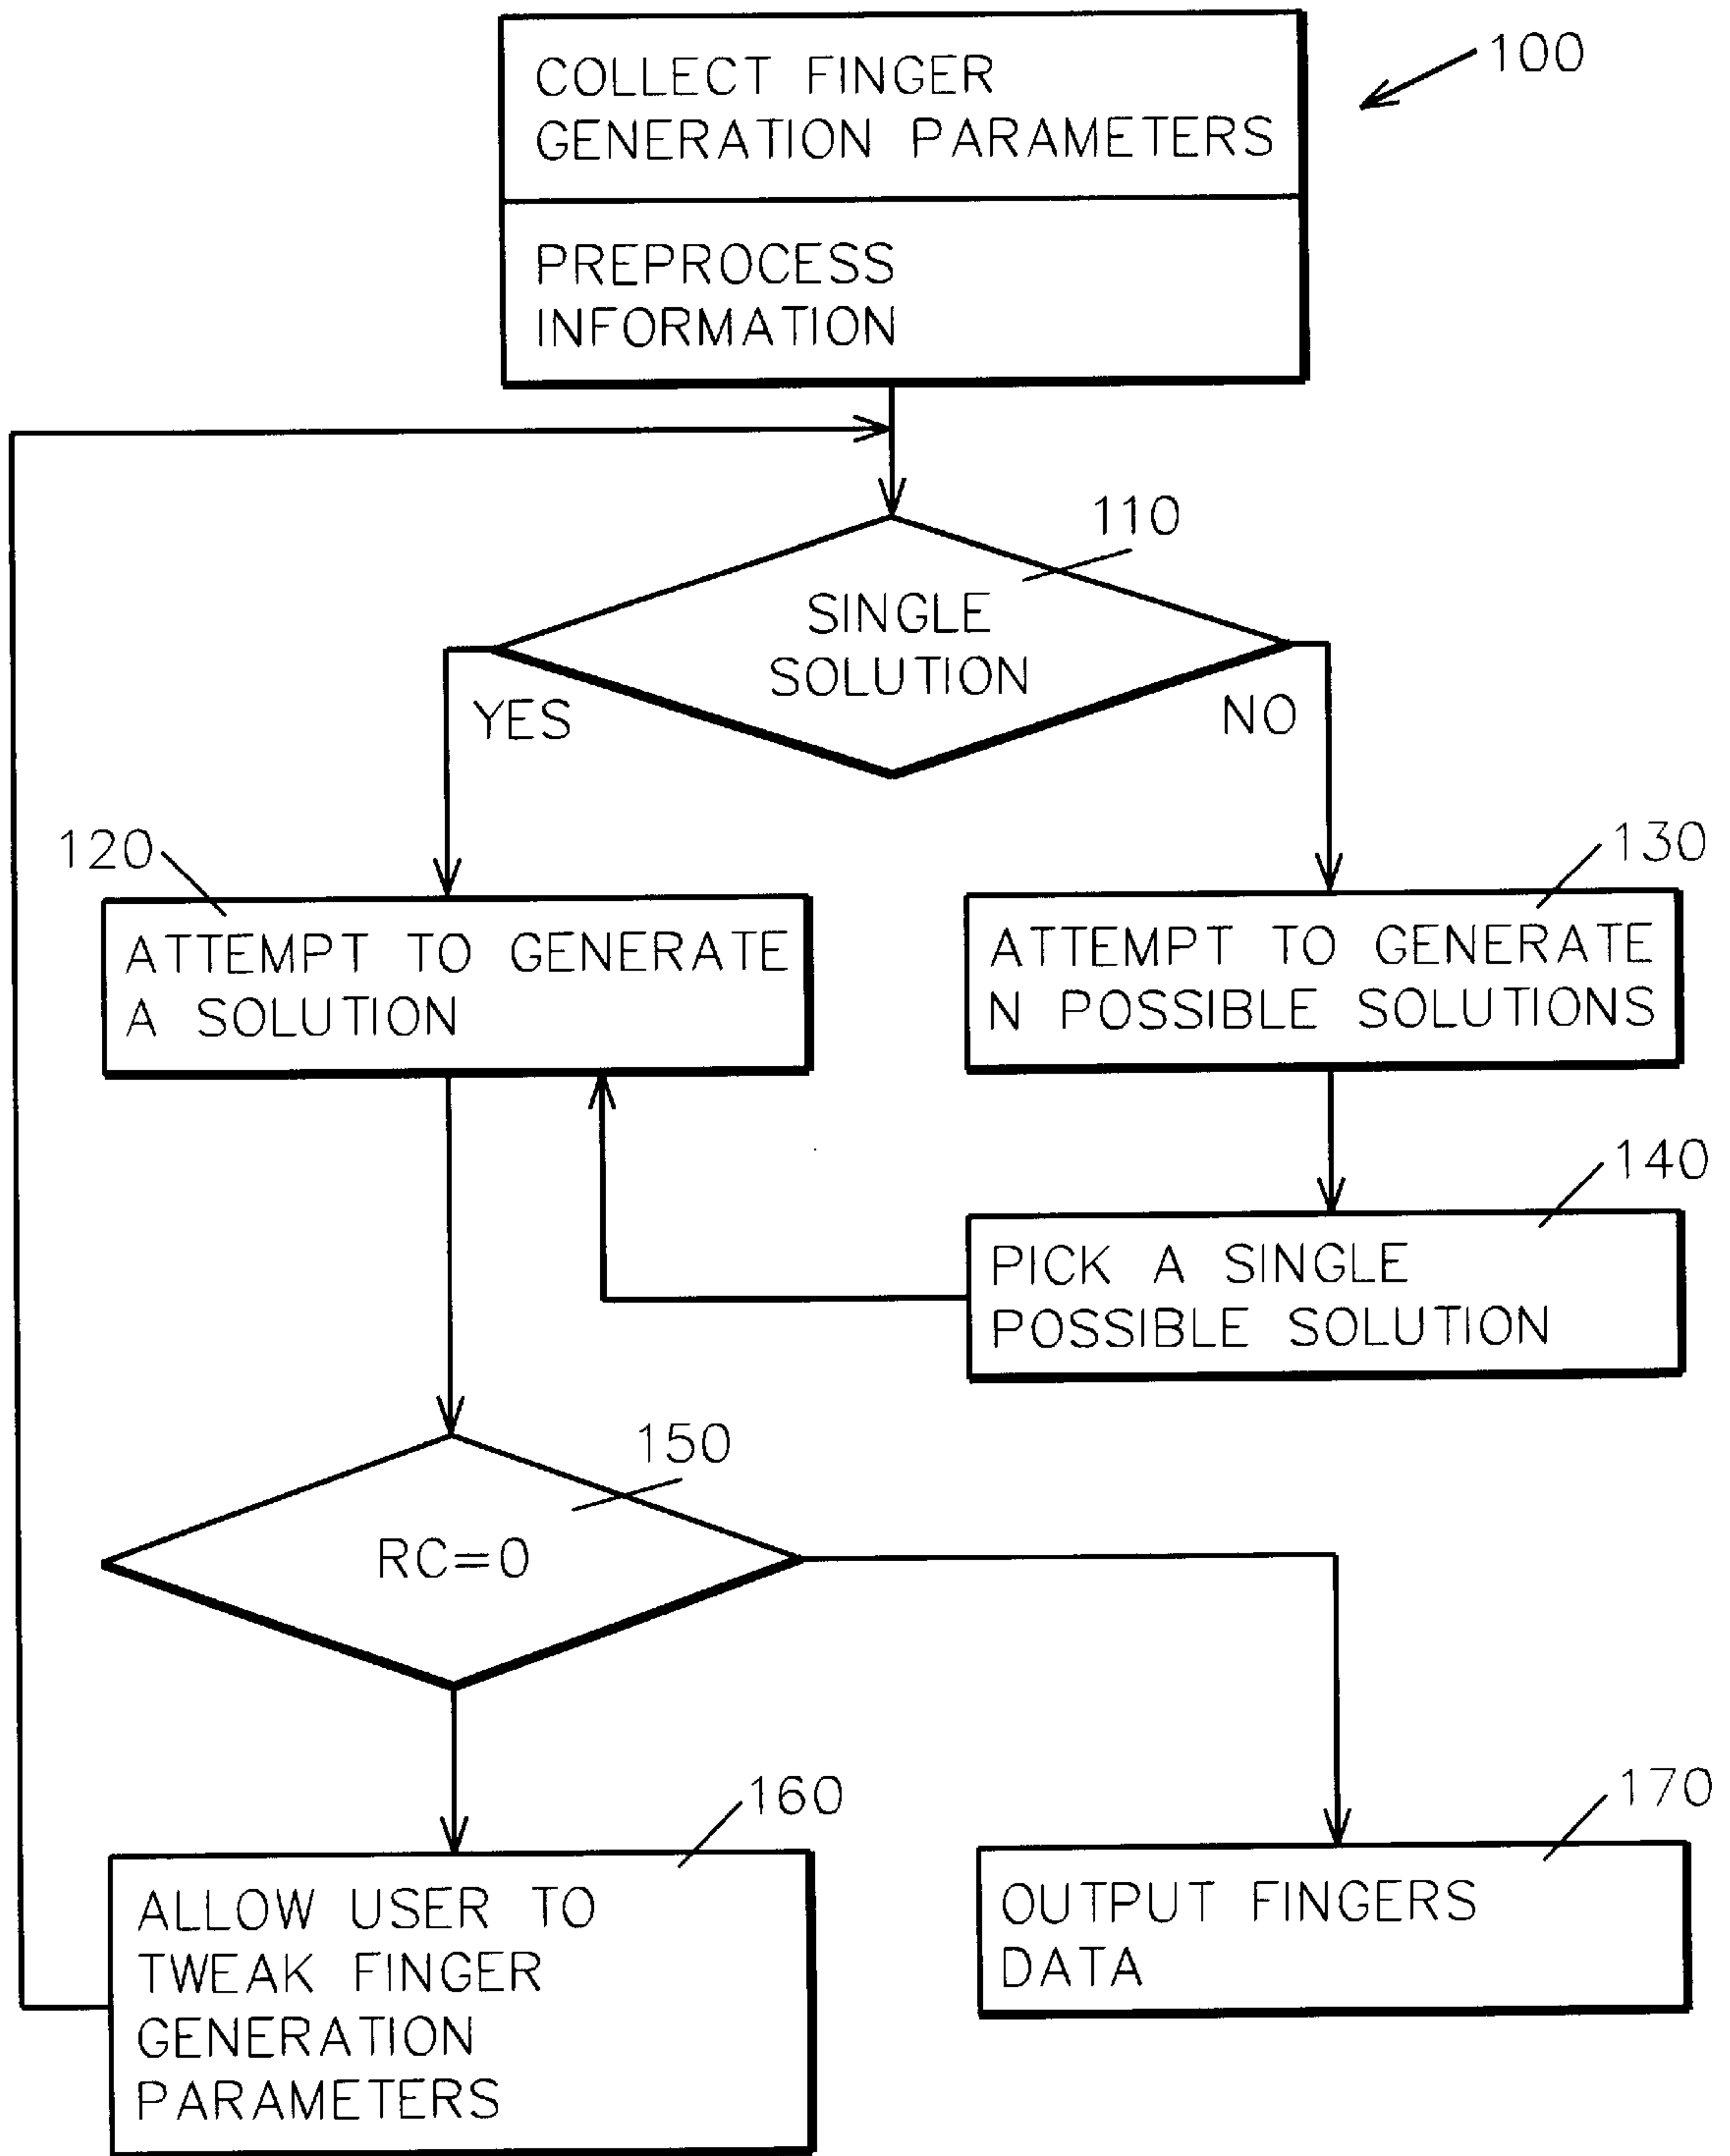 COLLECT FINGER
GENERATION PARAMETERS
100
PREPROCESS
INFORMATION
110
SINGLE
SOLUTION
YES
NO
120
ATTEMPT TO GENERATE
A SOLUTION
130
ATTEMPT TO GENERATE
N POSSIBLE SOLUTIONS
140
PICK A SINGLE
POSSIBLE SOLUTION
150
RC=0
160
ALLOW USER TO
TWEAK FINGER
GENERATION
PARAMETERS
170
OUTPUT FINGERS
DATA